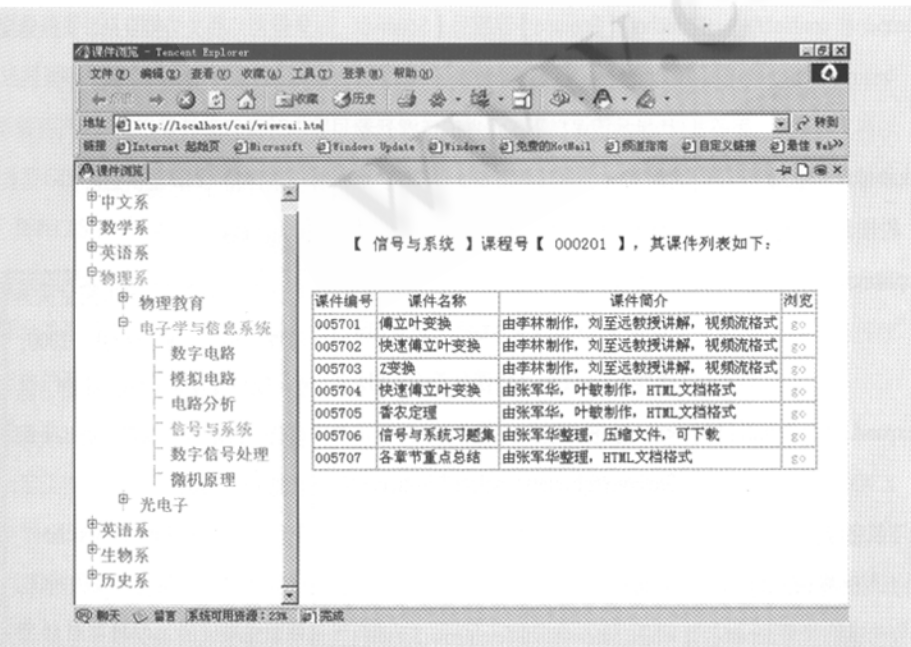 课件浏览 - Tencent Explorer
文件(F) 编辑(E) 查看(V) 收藏(A) 工具(T) 登录(M) 帮助(H)
收藏 历史
地址 http://localhost/cai/viewcai.htm 转到
链接 Internet 起始页 Microsoft Windows Update Windows 免费的HotMail 频道指南 自定义链接 最佳 Web>>
课件浏览
中文系
数学系
英语系
物理系
物理教育
电子学与信息系统
数字电路
模拟电路
电路分析
信号与系统
数字信号处理
微机原理
光电子
英语系
生物系
历史系
【 信号与系统 】课程号【 000201 】，其课件列表如下：
课件编号 课件名称 课件简介 浏览
005701 傅立叶变换 由李林制作，刘至远教授讲解，视频流格式 go
005702 快速傅立叶变换 由李林制作，刘至远教授讲解，视频流格式 go
005703 Z变换 由李林制作，刘至远教授讲解，视频流格式 go
005704 快速傅立叶变换 由张军华，叶敏制作，HTML文档格式 go
005705 香农定理 由张军华，叶敏制作，HTML文档格式 go
005706 信号与系统习题集 由张军华整理，压缩文件，可下载 go
005707 各章节重点总结 由张军华整理，HTML文档格式 go
聊天 留言 系统可用资源：23% 完成
www.c